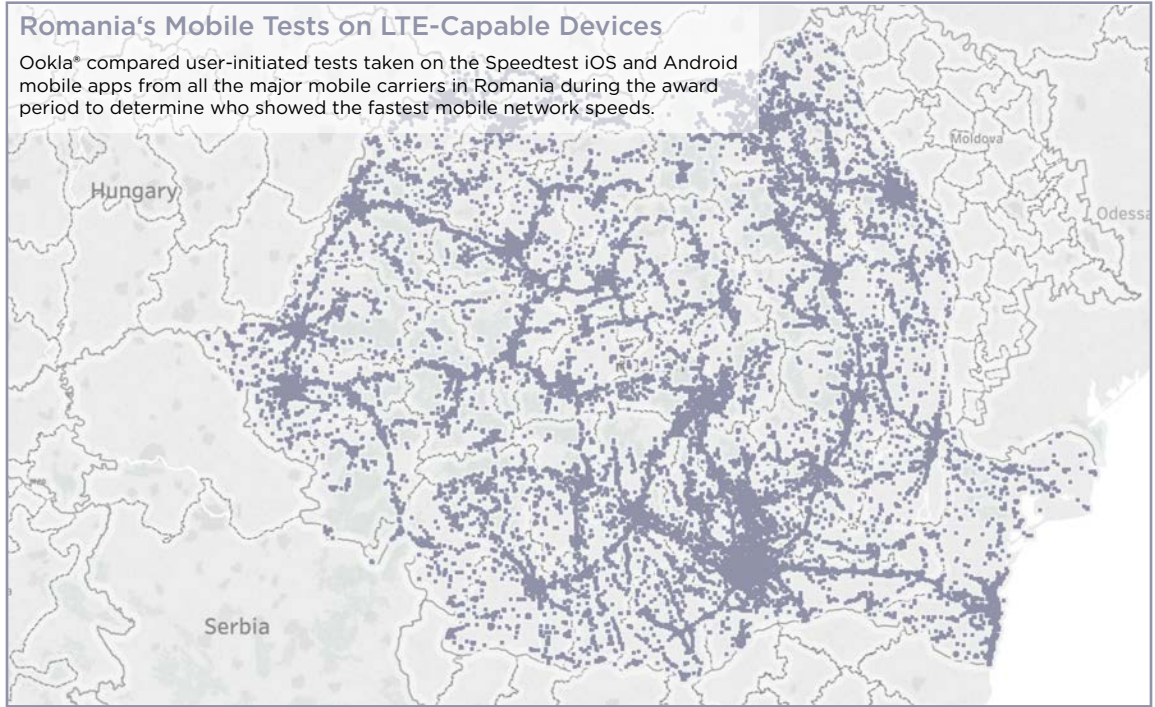 Romania‘s Mobile Tests on LTE-Capable Devices
Ookla® compared user-initiated tests taken on the Speedtest iOS and Android
mobile apps from all the major mobile carriers in Romania during the award
period to determine who showed the fastest mobile network speeds.
Moldova
Hungary
Odessa
Serbia